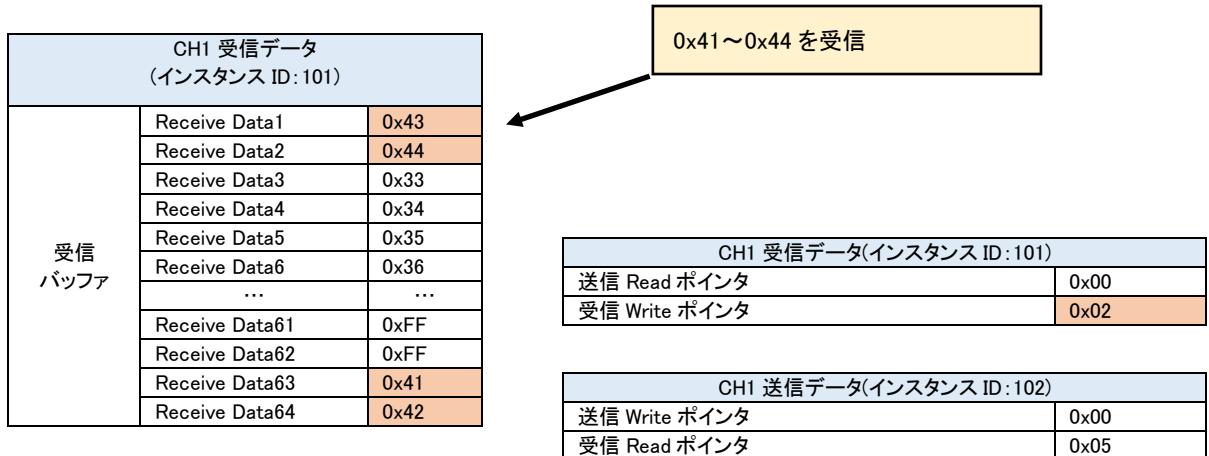 0x41～0x44 を受信
CH1 受信データ
(インスタンス ID：101)
受信
バッファ
Receive Data1 0x43
Receive Data2 0x44
Receive Data3 0x33
Receive Data4 0x34
Receive Data5 0x35
Receive Data6 0x36
… …
Receive Data61 0xFF
Receive Data62 0xFF
Receive Data63 0x41
Receive Data64 0x42
CH1 受信データ(インスタンス ID：101)
送信 Read ポインタ 0x00
受信 Write ポインタ 0x02
CH1 送信データ(インスタンス ID：102)
送信 Write ポインタ 0x00
受信 Read ポインタ 0x05